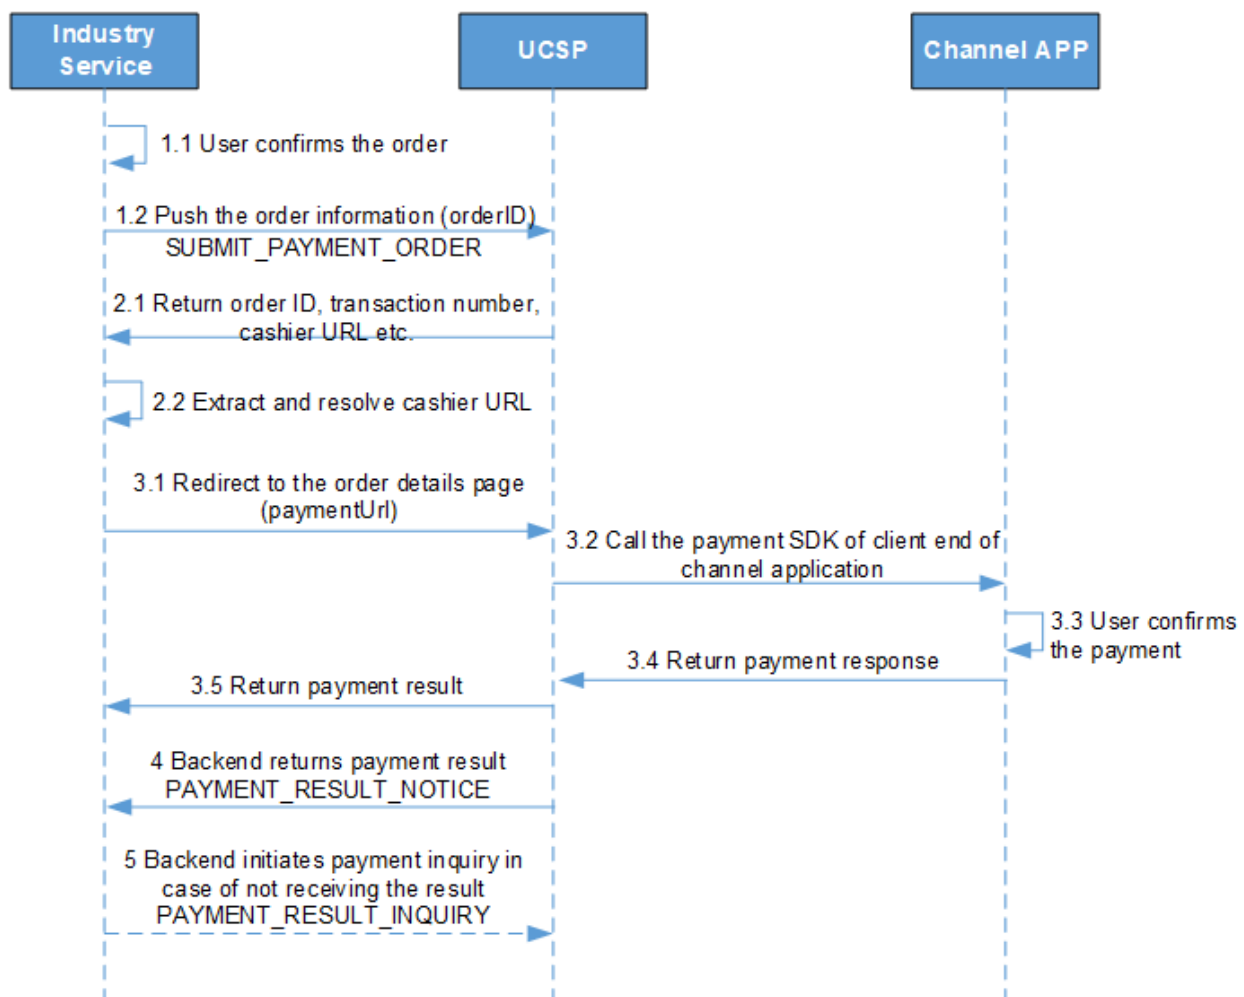 Industry
Service
UCSP
Channel APP
1.1 User confirms the order
1.2 Push the order information (orderID)
SUBMIT_PAYMENT_ORDER
2.1 Return order ID, transaction number,
cashier URL etc.
2.2 Extract and resolve cashier URL
3.1 Redirect to the order details page
(paymentUrl)
3.2 Call the payment SDK of client end of
channel application
3.3 User confirms
the payment
3.4 Return payment response
3.5 Return payment result
4 Backend returns payment result
PAYMENT_RESULT_NOTICE
5 Backend initiates payment inquiry in
case of not receiving the result
PAYMENT_RESULT_INQUIRY